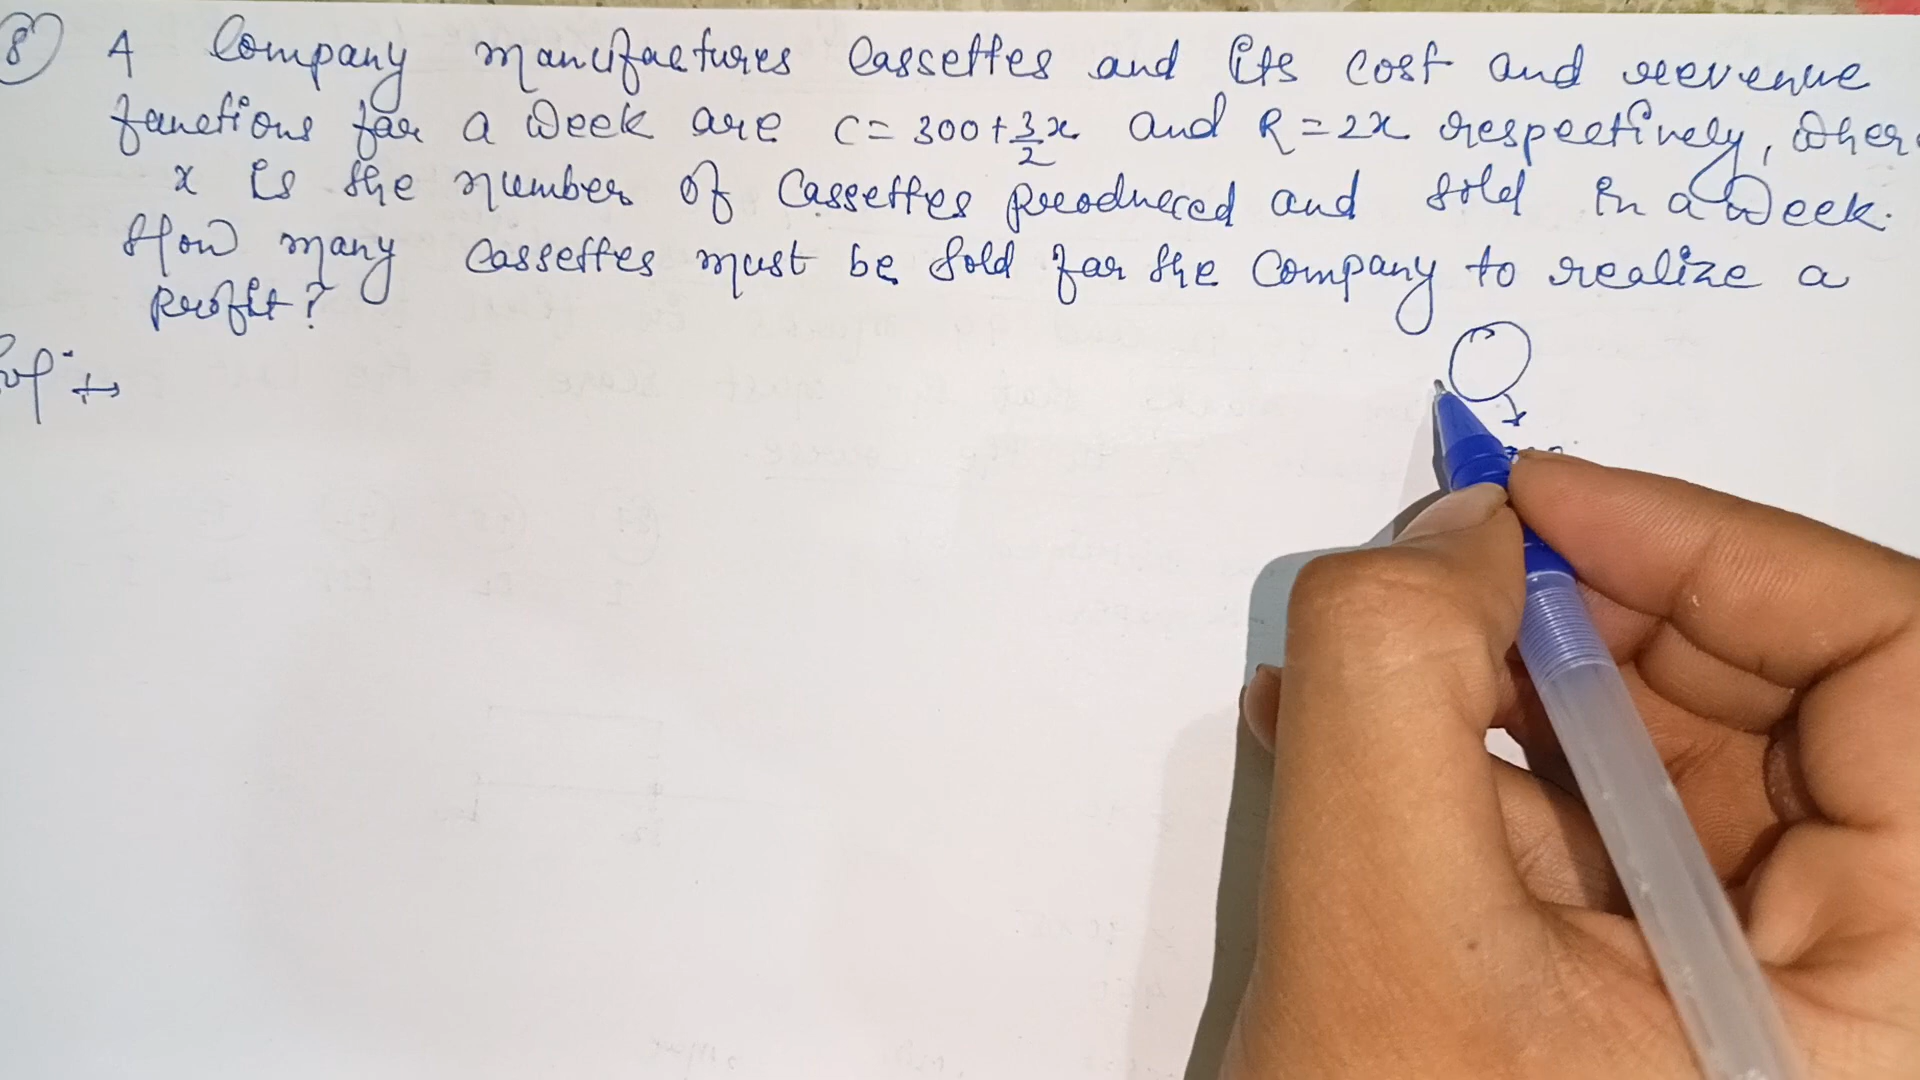 8 A Company manufactures Cassettes and its cost and revenue
functions for a week are C = 300 + 3/2 x and R = 2x respectively, wher
x is the number of Cassettes produced and sold in a week.
How many Cassettes must be sold for the Company to realize a
profit?